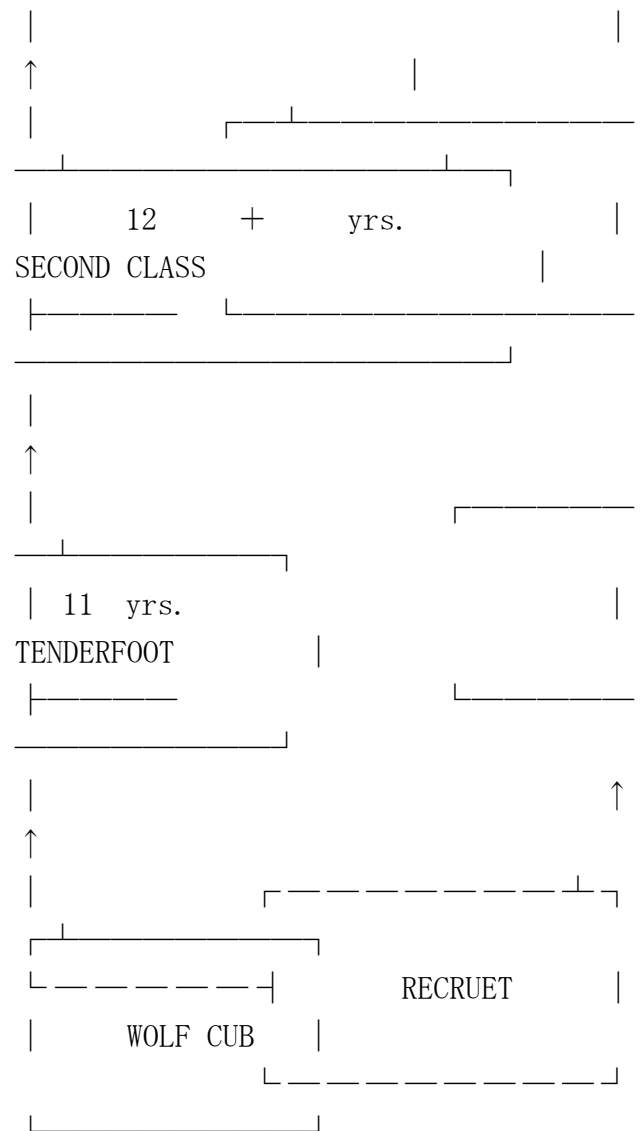 12 + yrs.
SECOND CLASS
11 yrs.
TENDERFOOT
RECRUET
WOLF CUB